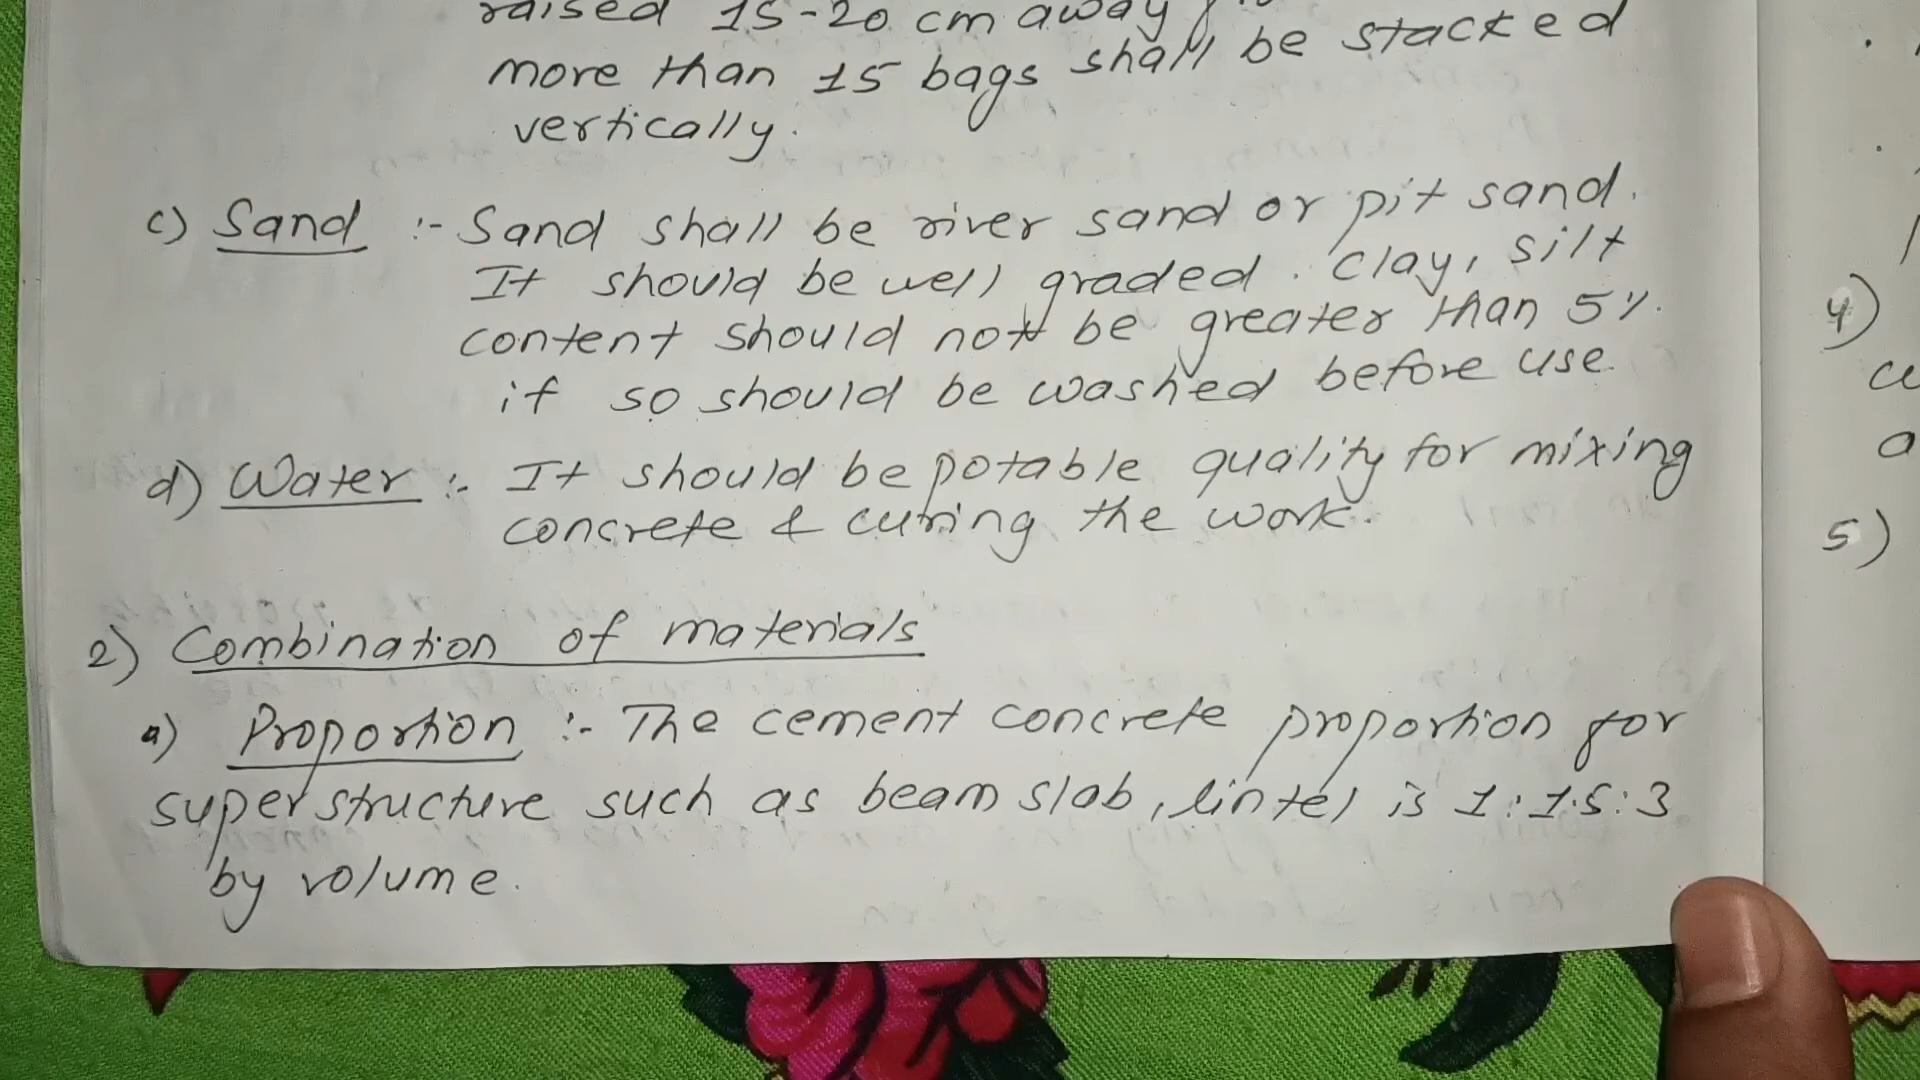 raised 15-20 cm away
more than 15 bags shall be stacked
vertically.
c) Sand :- Sand shall be river sand or pit sand.
It should be well graded. clay, silt
content should not be greater than 5%.
if so should be washed before use.
d) Water :- It should be potable quality for mixing
concrete & curing the work.
2) Combination of materials
a) Proportion :- The cement concrete proportion for
superstructure such as beam slab, lintel is 1:1.5:3
by volume.
4)
5)